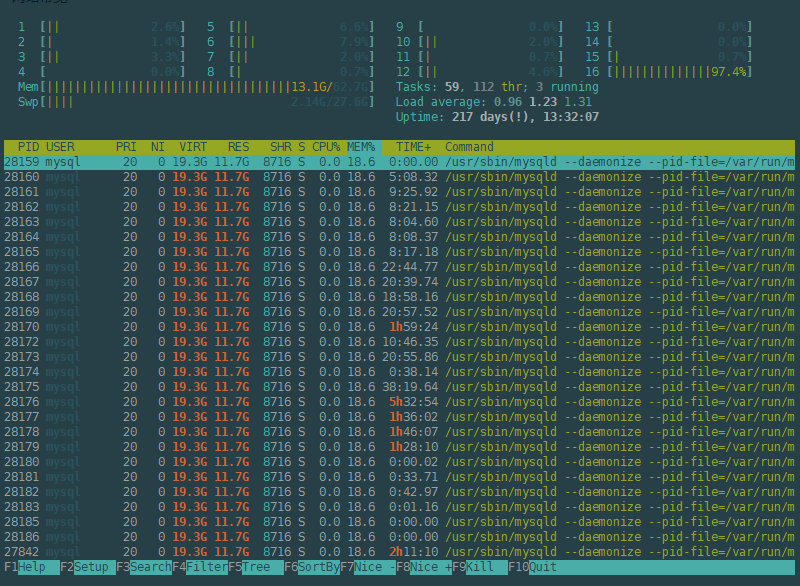 1 [|| 2.6%] 5 [|| 6.6%] 9 [ 0.0%] 13 [ 0.0%]
2 [| 1.4%] 6 [||| 7.9%] 10 [|| 2.0%] 14 [ 0.0%]
3 [|| 3.3%] 7 [|| 2.0%] 11 [| 0.7%] 15 [| 0.7%]
4 [ 0.0%] 8 [| 0.7%] 12 [|| 4.6%] 16 [||||||||||||||97.4%]
Mem[|||||||||||||||||||||||||||||||||||13.1G/62.7G] Tasks: 59, 112 thr; 3 running
Swp[|||| 2.14G/27.6G] Load average: 0.96 1.23 1.31
Uptime: 217 days(!), 13:32:07
PID USER PRI NI VIRT RES SHR S CPU% MEM% TIME+ Command
28159 mysql 20 0 19.3G 11.7G 8716 S 0.0 18.6 0:00.00 /usr/sbin/mysqld --daemonize --pid-file=/var/run/m
28160 mysql 20 0 19.3G 11.7G 8716 S 0.0 18.6 5:08.32 /usr/sbin/mysqld --daemonize --pid-file=/var/run/m
28161 mysql 20 0 19.3G 11.7G 8716 S 0.0 18.6 9:25.92 /usr/sbin/mysqld --daemonize --pid-file=/var/run/m
28162 mysql 20 0 19.3G 11.7G 8716 S 0.0 18.6 8:21.15 /usr/sbin/mysqld --daemonize --pid-file=/var/run/m
28163 mysql 20 0 19.3G 11.7G 8716 S 0.0 18.6 8:04.60 /usr/sbin/mysqld --daemonize --pid-file=/var/run/m
28164 mysql 20 0 19.3G 11.7G 8716 S 0.0 18.6 8:08.37 /usr/sbin/mysqld --daemonize --pid-file=/var/run/m
28165 mysql 20 0 19.3G 11.7G 8716 S 0.0 18.6 8:17.18 /usr/sbin/mysqld --daemonize --pid-file=/var/run/m
28166 mysql 20 0 19.3G 11.7G 8716 S 0.0 18.6 22:44.77 /usr/sbin/mysqld --daemonize --pid-file=/var/run/m
28167 mysql 20 0 19.3G 11.7G 8716 S 0.0 18.6 20:39.74 /usr/sbin/mysqld --daemonize --pid-file=/var/run/m
28168 mysql 20 0 19.3G 11.7G 8716 S 0.0 18.6 18:58.16 /usr/sbin/mysqld --daemonize --pid-file=/var/run/m
28169 mysql 20 0 19.3G 11.7G 8716 S 0.0 18.6 20:57.52 /usr/sbin/mysqld --daemonize --pid-file=/var/run/m
28170 mysql 20 0 19.3G 11.7G 8716 S 0.0 18.6 1h59:24 /usr/sbin/mysqld --daemonize --pid-file=/var/run/m
28172 mysql 20 0 19.3G 11.7G 8716 S 0.0 18.6 10:46.35 /usr/sbin/mysqld --daemonize --pid-file=/var/run/m
28173 mysql 20 0 19.3G 11.7G 8716 S 0.0 18.6 20:55.86 /usr/sbin/mysqld --daemonize --pid-file=/var/run/m
28174 mysql 20 0 19.3G 11.7G 8716 S 0.0 18.6 0:38.14 /usr/sbin/mysqld --daemonize --pid-file=/var/run/m
28175 mysql 20 0 19.3G 11.7G 8716 S 0.0 18.6 38:19.64 /usr/sbin/mysqld --daemonize --pid-file=/var/run/m
28176 mysql 20 0 19.3G 11.7G 8716 S 0.0 18.6 5h32:54 /usr/sbin/mysqld --daemonize --pid-file=/var/run/m
28177 mysql 20 0 19.3G 11.7G 8716 S 0.0 18.6 1h36:02 /usr/sbin/mysqld --daemonize --pid-file=/var/run/m
28178 mysql 20 0 19.3G 11.7G 8716 S 0.0 18.6 1h46:07 /usr/sbin/mysqld --daemonize --pid-file=/var/run/m
28179 mysql 20 0 19.3G 11.7G 8716 S 0.0 18.6 1h28:10 /usr/sbin/mysqld --daemonize --pid-file=/var/run/m
28180 mysql 20 0 19.3G 11.7G 8716 S 0.0 18.6 0:00.02 /usr/sbin/mysqld --daemonize --pid-file=/var/run/m
28181 mysql 20 0 19.3G 11.7G 8716 S 0.0 18.6 0:33.71 /usr/sbin/mysqld --daemonize --pid-file=/var/run/m
28182 mysql 20 0 19.3G 11.7G 8716 S 0.0 18.6 0:42.97 /usr/sbin/mysqld --daemonize --pid-file=/var/run/m
28183 mysql 20 0 19.3G 11.7G 8716 S 0.0 18.6 0:01.16 /usr/sbin/mysqld --daemonize --pid-file=/var/run/m
28185 mysql 20 0 19.3G 11.7G 8716 S 0.0 18.6 0:00.00 /usr/sbin/mysqld --daemonize --pid-file=/var/run/m
28186 mysql 20 0 19.3G 11.7G 8716 S 0.0 18.6 0:00.00 /usr/sbin/mysqld --daemonize --pid-file=/var/run/m
27842 mysql 20 0 19.3G 11.7G 8716 S 0.0 18.6 2h11:10 /usr/sbin/mysqld --daemonize --pid-file=/var/run/m
F1Help F2Setup F3SearchF4FilterF5Tree F6SortByF7Nice -F8Nice +F9Kill F10Quit